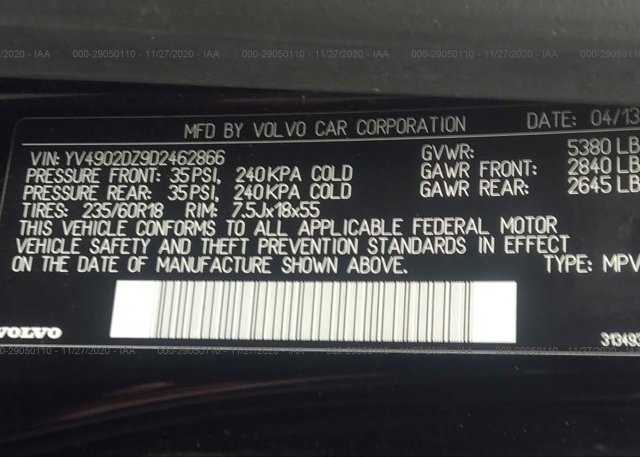 000-29050110 - 11/27/2020 - IAA
MFD BY VOLVO CAR CORPORATION DATE: 04/13
VIN: YV4902DZ9D2462866 GVWR: 5380 LB
PRESSURE FRONT: 35PSI, 240KPA COLD GAWR FRONT: 2840 LB
PRESSURE REAR: 35PSI, 240KPA COLD GAWR REAR: 2645 LB
TIRES: 235/60R18 RIM: 7.5Jx18x55
THIS VEHICLE CONFORMS TO ALL APPLICABLE FEDERAL MOTOR
VEHICLE SAFETY AND THEFT PREVENTION STANDARDS IN EFFECT
ON THE DATE OF MANUFACTURE SHOWN ABOVE. TYPE: MPV
VOLVO 313493
000-29050110 - 11/27/2020 - IAA